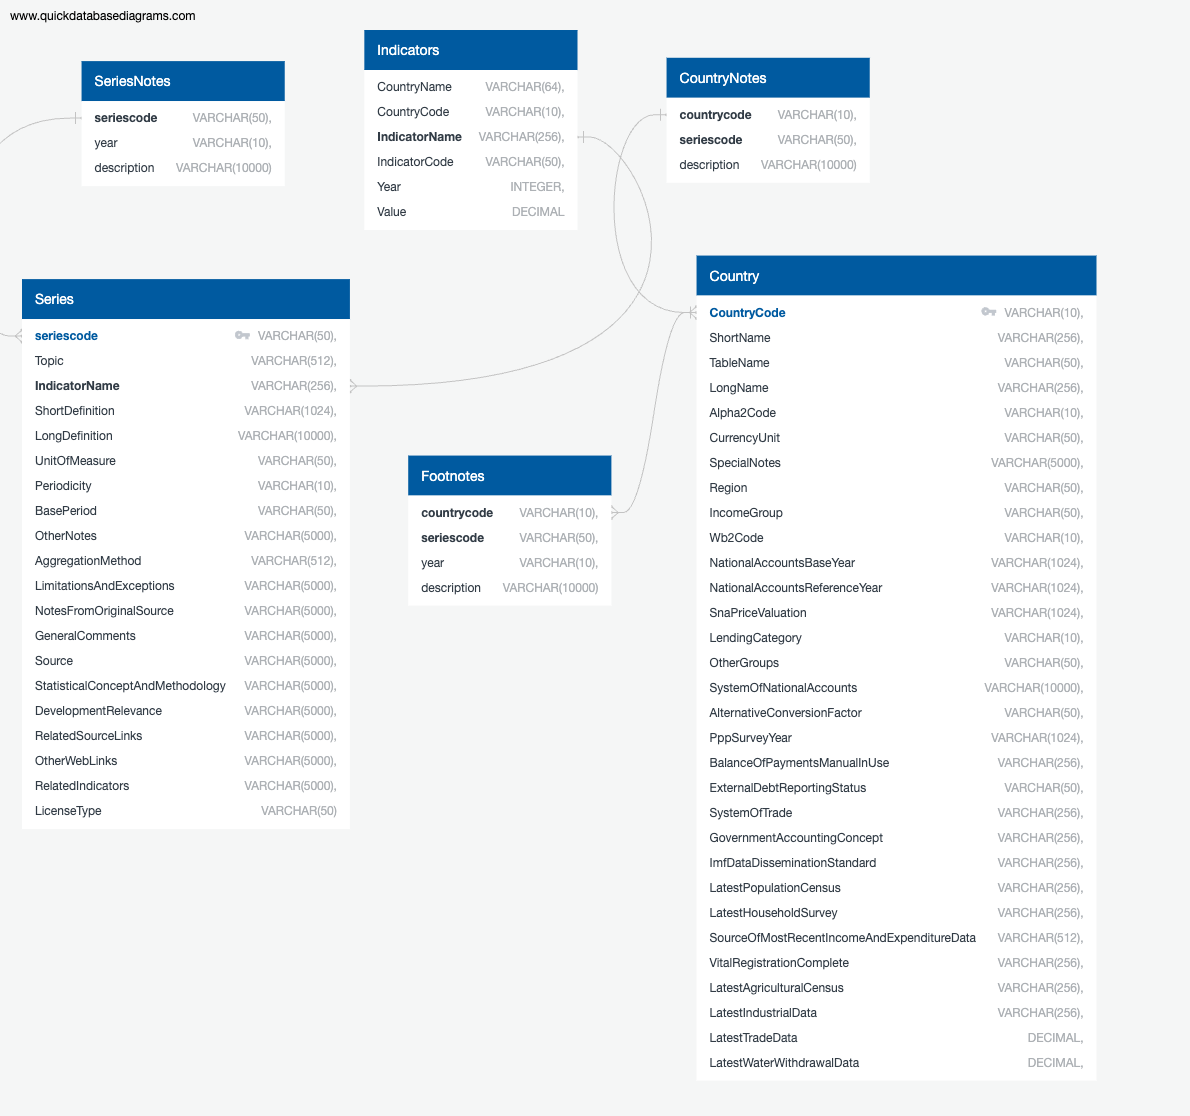 www.quickdatabasediagrams.com
SeriesNotes
seriescode VARCHAR(50),
year VARCHAR(10),
description VARCHAR(10000)
Indicators
CountryName VARCHAR(64),
CountryCode VARCHAR(10),
IndicatorName VARCHAR(256),
IndicatorCode VARCHAR(50),
Year INTEGER,
Value DECIMAL
CountryNotes
countrycode VARCHAR(10),
seriescode VARCHAR(50),
description VARCHAR(10000)
Series
seriescode VARCHAR(50),
Topic VARCHAR(512),
IndicatorName VARCHAR(256),
ShortDefinition VARCHAR(1024),
LongDefinition VARCHAR(10000),
UnitOfMeasure VARCHAR(50),
Periodicity VARCHAR(10),
BasePeriod VARCHAR(50),
OtherNotes VARCHAR(5000),
AggregationMethod VARCHAR(512),
LimitationsAndExceptions VARCHAR(5000),
NotesFromOriginalSource VARCHAR(5000),
GeneralComments VARCHAR(5000),
Source VARCHAR(5000),
StatisticalConceptAndMethodology VARCHAR(5000),
DevelopmentRelevance VARCHAR(5000),
RelatedSourceLinks VARCHAR(5000),
OtherWebLinks VARCHAR(5000),
RelatedIndicators VARCHAR(5000),
LicenseType VARCHAR(50)
Footnotes
countrycode VARCHAR(10),
seriescode VARCHAR(50),
year VARCHAR(10),
description VARCHAR(10000)
Country
CountryCode VARCHAR(10),
ShortName VARCHAR(256),
TableName VARCHAR(50),
LongName VARCHAR(256),
Alpha2Code VARCHAR(10),
CurrencyUnit VARCHAR(50),
SpecialNotes VARCHAR(5000),
Region VARCHAR(50),
IncomeGroup VARCHAR(50),
Wb2Code VARCHAR(10),
NationalAccountsBaseYear VARCHAR(1024),
NationalAccountsReferenceYear VARCHAR(1024),
SnaPriceValuation VARCHAR(1024),
LendingCategory VARCHAR(10),
OtherGroups VARCHAR(50),
SystemOfNationalAccounts VARCHAR(10000),
AlternativeConversionFactor VARCHAR(50),
PppSurveyYear VARCHAR(1024),
BalanceOfPaymentsManualInUse VARCHAR(256),
ExternalDebtReportingStatus VARCHAR(50),
SystemOfTrade VARCHAR(256),
GovernmentAccountingConcept VARCHAR(256),
ImfDataDisseminationStandard VARCHAR(256),
LatestPopulationCensus VARCHAR(256),
LatestHouseholdSurvey VARCHAR(256),
SourceOfMostRecentIncomeAndExpenditureData VARCHAR(512),
VitalRegistrationComplete VARCHAR(256),
LatestAgriculturalCensus VARCHAR(256),
LatestIndustrialData VARCHAR(256),
LatestTradeData DECIMAL,
LatestWaterWithdrawalData DECIMAL,